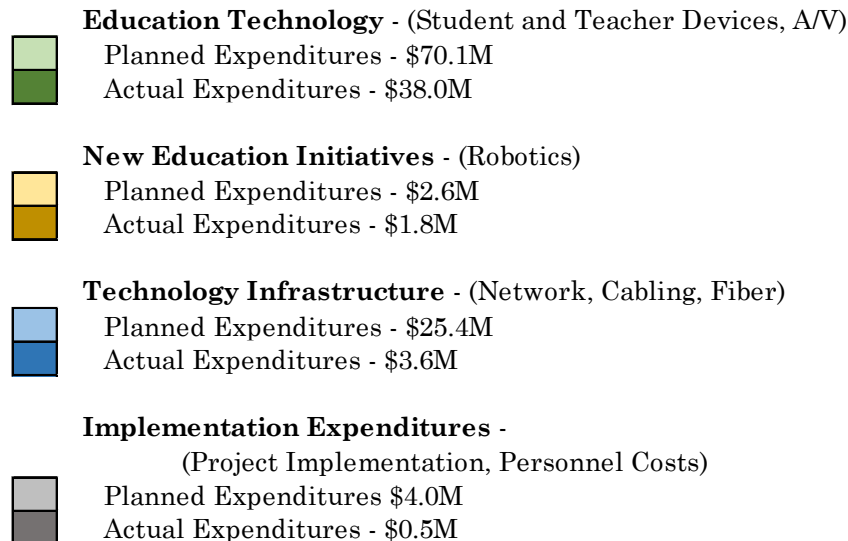 Education Technology - (Student and Teacher Devices, A/V)
Planned Expenditures - $70.1M
Actual Expenditures - $38.0M
New Education Initiatives - (Robotics)
Planned Expenditures - $2.6M
Actual Expenditures - $1.8M
Technology Infrastructure - (Network, Cabling, Fiber)
Planned Expenditures - $25.4M
Actual Expenditures - $3.6M
Implementation Expenditures -
(Project Implementation, Personnel Costs)
Planned Expenditures $4.0M
Actual Expenditures - $0.5M